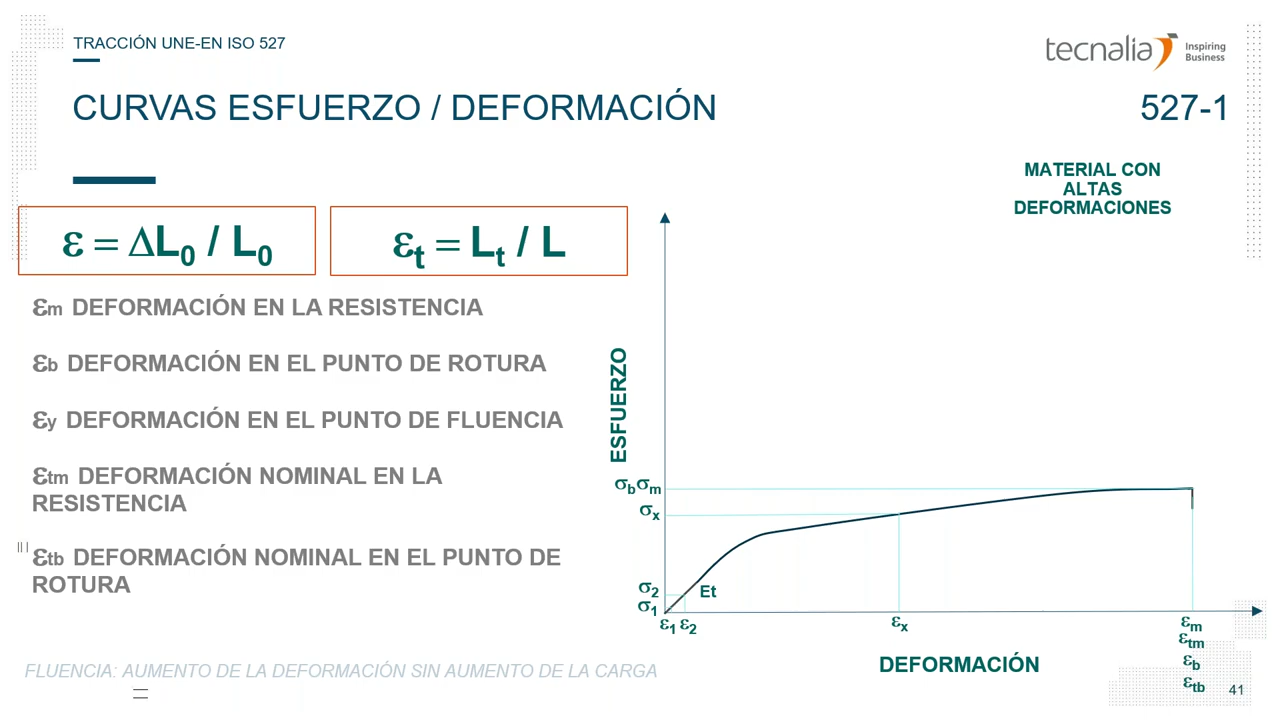 TRACCIÓN UNE-EN ISO 527
tecnalia Inspiring Business
CURVAS ESFUERZO / DEFORMACIÓN
527-1
MATERIAL CON
ALTAS
DEFORMACIONES
ε = ΔL₀ / L₀
εt = Lt / L
εm DEFORMACIÓN EN LA RESISTENCIA
εb DEFORMACIÓN EN EL PUNTO DE ROTURA
εy DEFORMACIÓN EN EL PUNTO DE FLUENCIA
εtm DEFORMACIÓN NOMINAL EN LA
RESISTENCIA
εtb DEFORMACIÓN NOMINAL EN EL PUNTO DE
ROTURA
FLUENCIA: AUMENTO DE LA DEFORMACIÓN SIN AUMENTO DE LA CARGA
ESFUERZO
σb σm
σx
σ2
σ1
Et
ε1 ε2
εx
εm
εtm
εb
εtb
DEFORMACIÓN
41